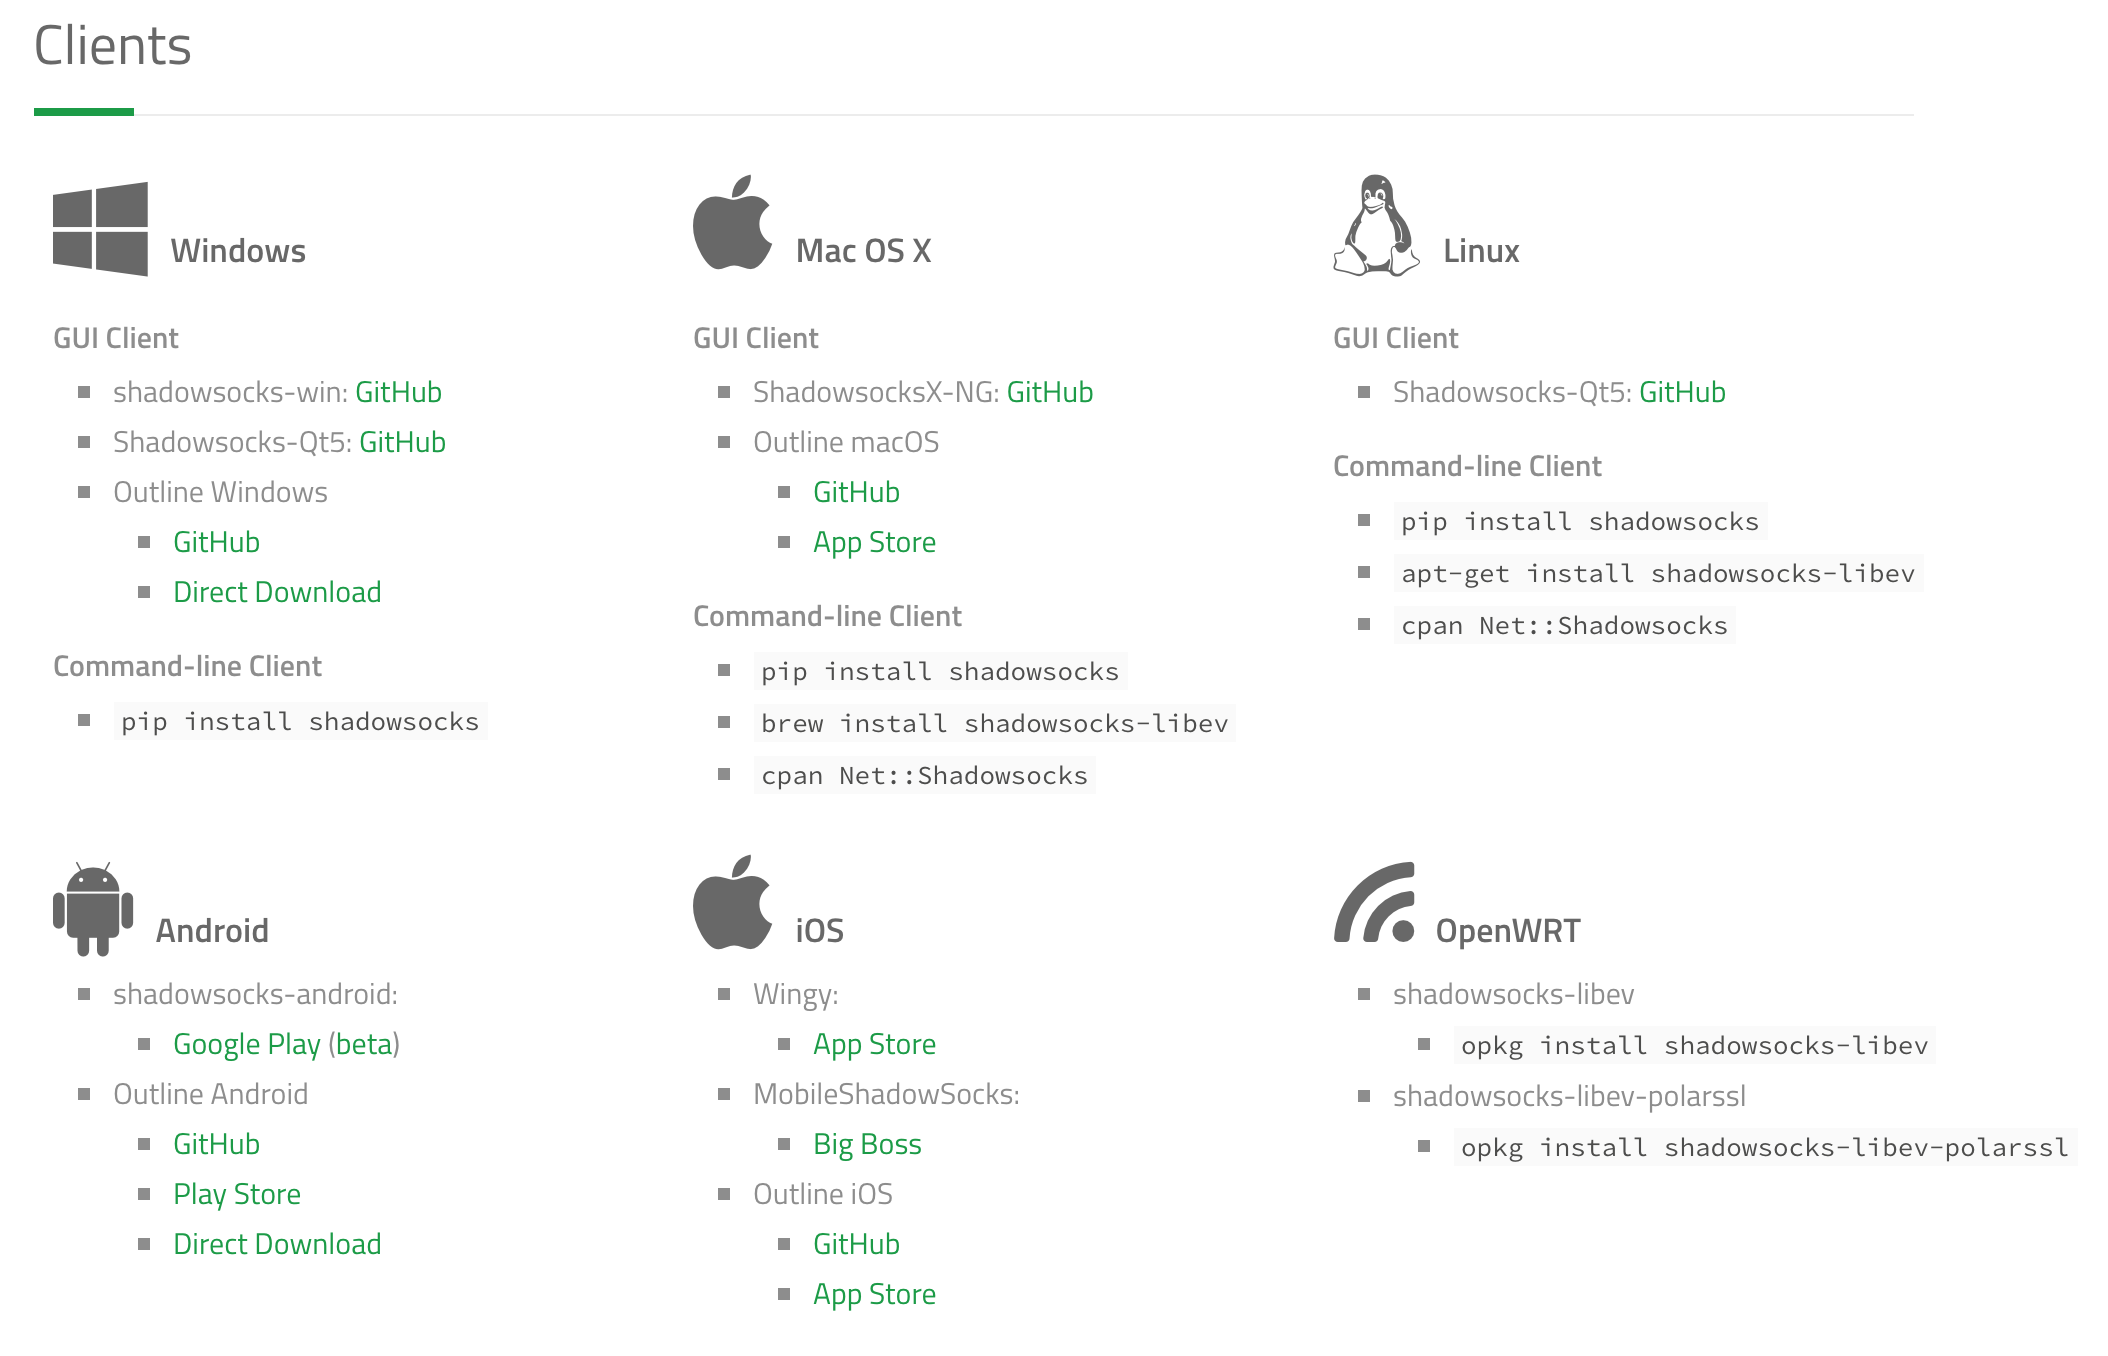 Clients
Windows
GUI Client
shadowsocks-win: GitHub
Shadowsocks-Qt5: GitHub
Outline Windows
GitHub
Direct Download
Command-line Client
pip install shadowsocks
Mac OS X
GUI Client
ShadowsocksX-NG: GitHub
Outline macOS
GitHub
App Store
Command-line Client
pip install shadowsocks
brew install shadowsocks-libev
cpan Net::Shadowsocks
Linux
GUI Client
Shadowsocks-Qt5: GitHub
Command-line Client
pip install shadowsocks
apt-get install shadowsocks-libev
cpan Net::Shadowsocks
Android
shadowsocks-android:
Google Play (beta)
Outline Android
GitHub
Play Store
Direct Download
iOS
Wingy:
App Store
MobileShadowSocks:
Big Boss
Outline iOS
GitHub
App Store
OpenWRT
shadowsocks-libev
opkg install shadowsocks-libev
shadowsocks-libev-polarssl
opkg install shadowsocks-libev-polarssl